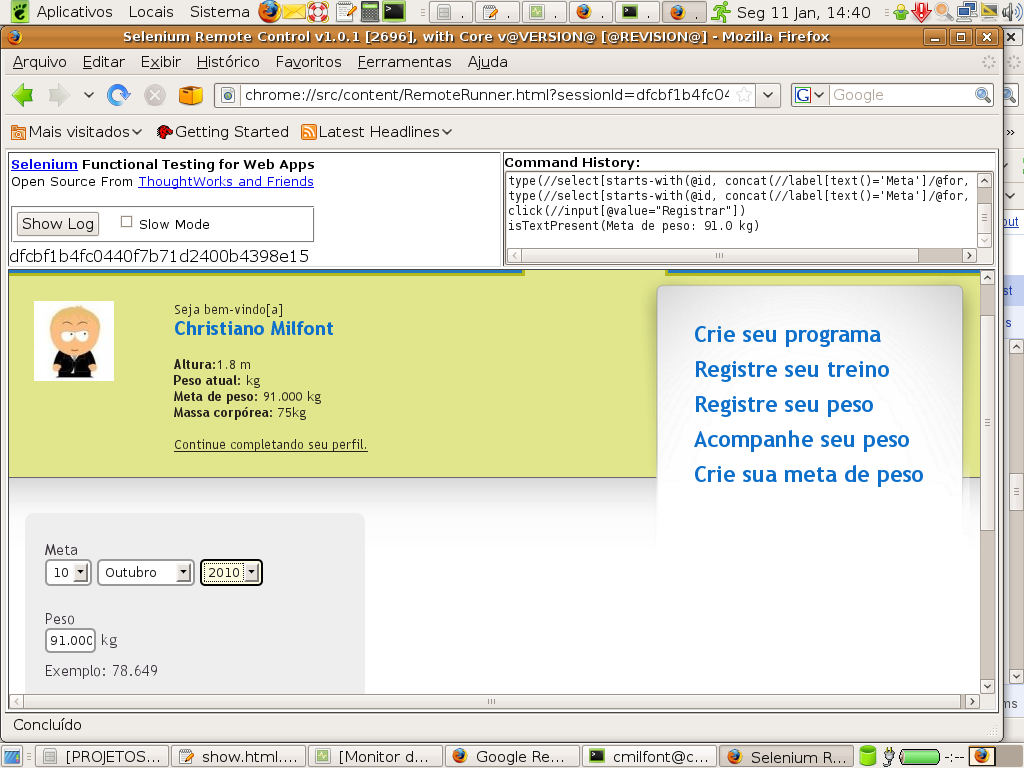 Aplicativos Locais Sistema Seg 11 Jan, 14:40
Selenium Remote Control v1.0.1 [2696], with Core v@VERSION@ [@REVISION@] - Mozilla Firefox
Arquivo Editar Exibir Histórico Favoritos Ferramentas Ajuda
chrome://src/content/RemoteRunner.html?sessionId=dfcbf1b4fc04 Google
Mais visitados Getting Started Latest Headlines »
Selenium Functional Testing for Web Apps
Open Source From ThoughtWorks and Friends
Show Log Slow Mode
dfcbf1b4fc0440f7b71d2400b4398e15
Command History:
type(//select[starts-with(@id, concat(//label[text()='Meta']/@for,
type(//select[starts-with(@id, concat(//label[text()='Meta']/@for,
click(//input[@value="Registrar"])
isTextPresent(Meta de peso: 91.0 kg)
Seja bem-vindo[a]
Christiano Milfont
Altura:1.8 m
Peso atual: kg
Meta de peso: 91.000 kg
Massa corpórea: 75kg
Continue completando seu perfil.
Crie seu programa
Registre seu treino
Registre seu peso
Acompanhe seu peso
Crie sua meta de peso
Meta
10 Outubro 2010
Peso
91.000 kg
Exemplo: 78.649
Concluído
[PROJETOS... show.html.... [Monitor d... Google Re... cmilfont@c... Selenium R... -:--